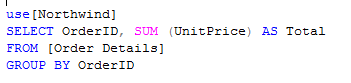 use[Northwind]
SELECT OrderID, SUM (UnitPrice) AS Total
FROM [Order Details]
GROUP BY OrderID